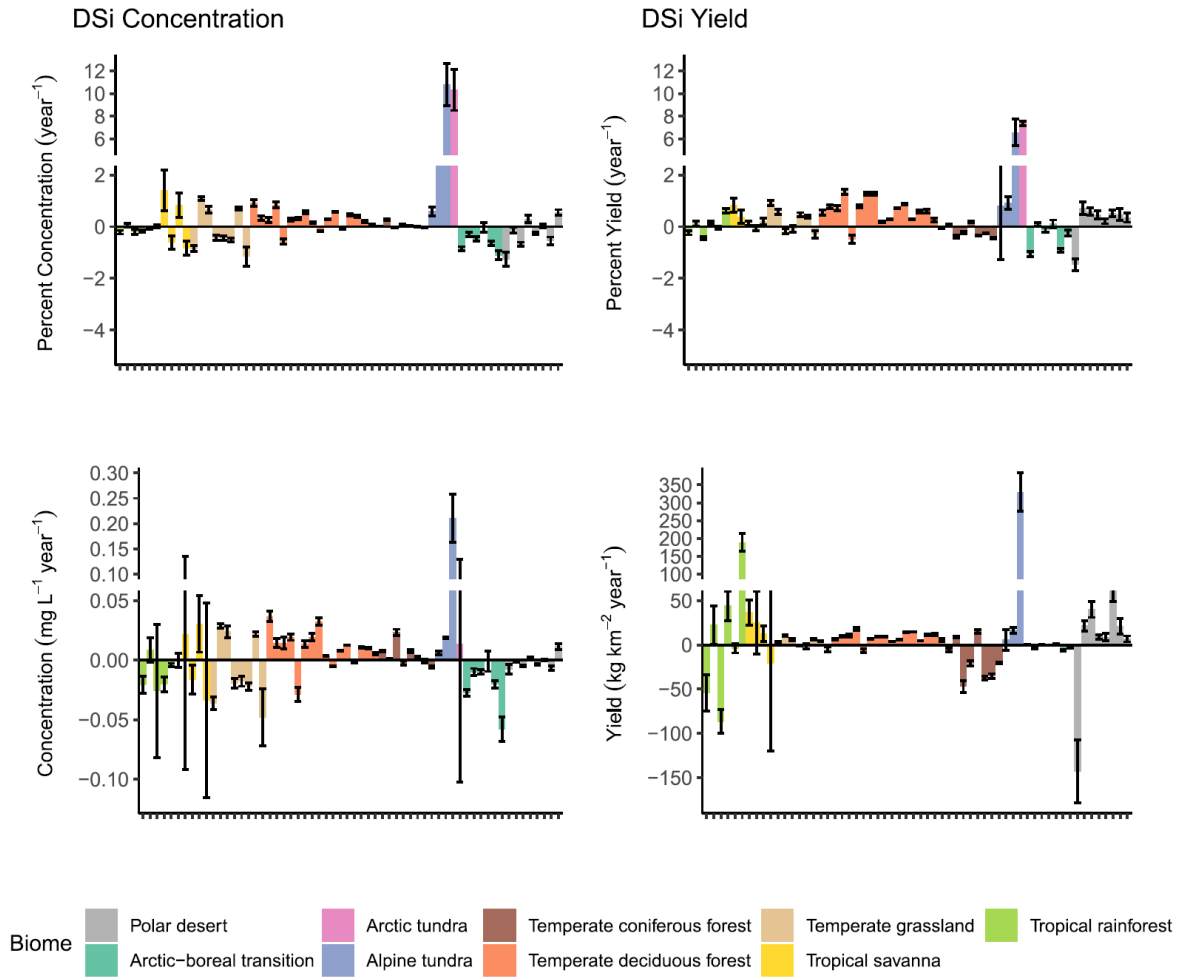 DSi Concentration
DSi Yield
Percent Concentration (year−1)
12
10
8
6
2
0
−2
−4
Percent Yield (year−1)
12
10
8
6
2
0
−2
−4
Concentration (mg L−1 year−1)
0.30
0.25
0.20
0.15
0.10
0.05
0.00
−0.05
−0.10
Yield (kg km−2 year−1)
350
300
250
200
150
100
50
0
−50
−100
−150
Biome
Polar desert
Arctic tundra
Temperate coniferous forest
Temperate grassland
Tropical rainforest
Arctic−boreal transition
Alpine tundra
Temperate deciduous forest
Tropical savanna